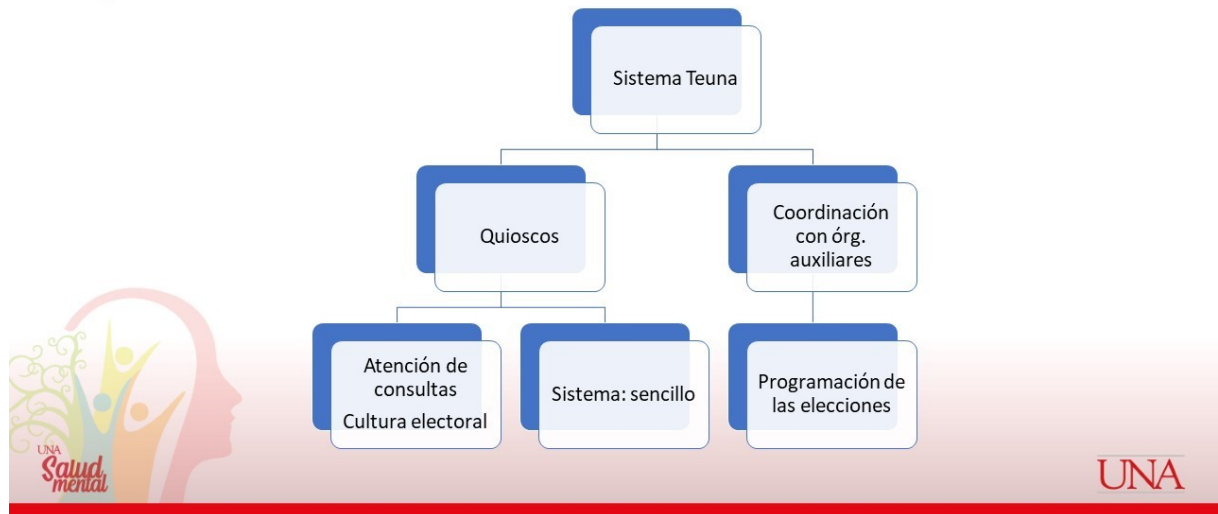 Sistema Teuna
Quioscos
Coordinación
con órg.
auxiliares
Atención de
consultas
Cultura electoral
Sistema: sencillo
Programación de
las elecciones
UNA
Salud
mental
UNA